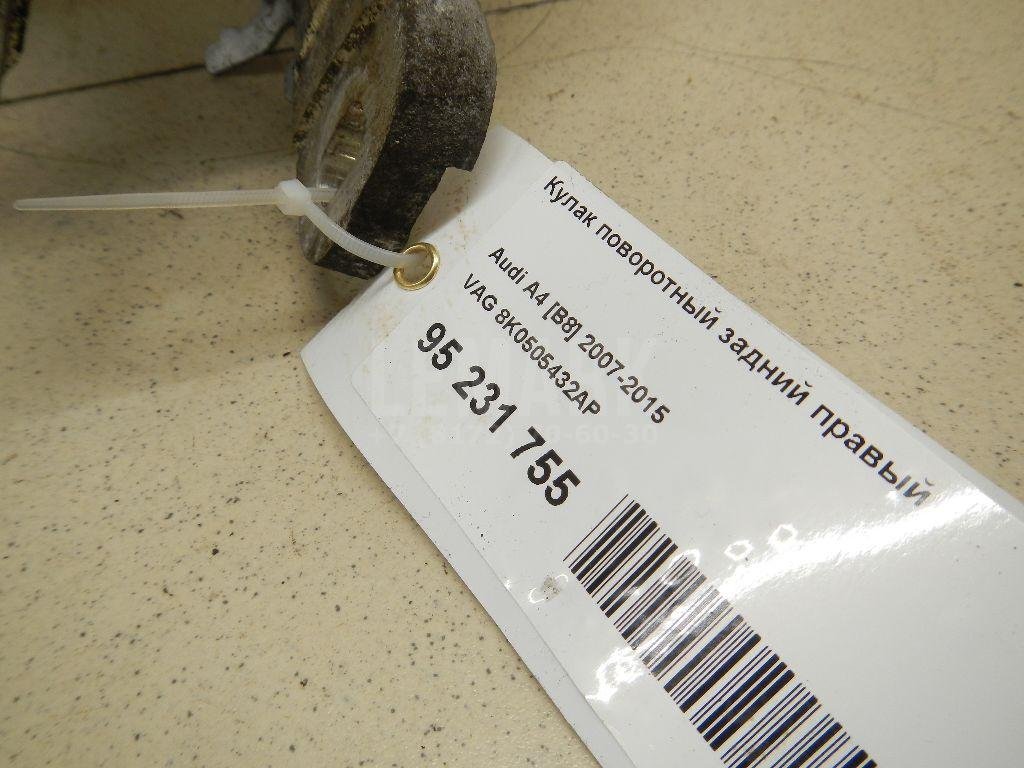 Кулак поворотный задний правый
Audi A4 [B8] 2007-2015
VAG 8K0505432AP
95 231 755